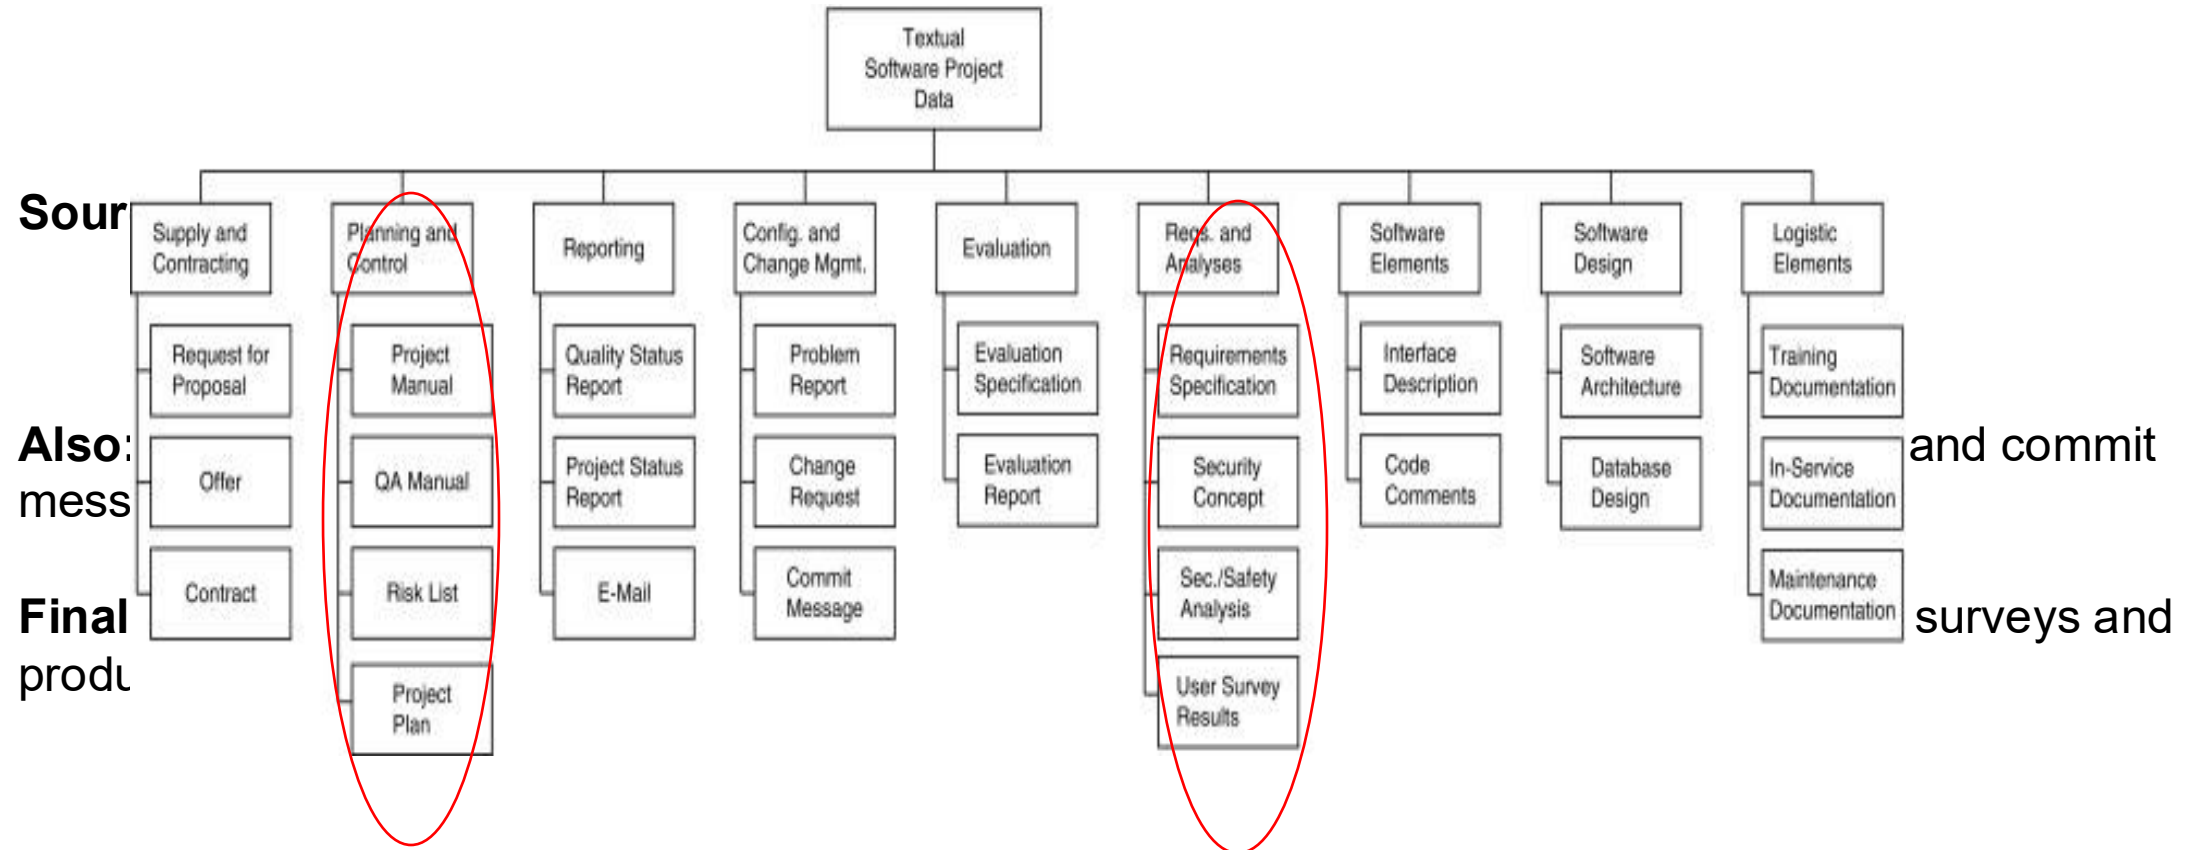 Textual
Software Project
Data
Supply and
Contracting
Request for
Proposal
Offer
Contract
Planning and
Control
Project
Manual
QA Manual
Risk List
Project
Plan
Reporting
Quality Status
Report
Project Status
Report
E-Mail
Config. and
Change Mgmt.
Problem
Report
Change
Request
Commit
Message
Evaluation
Evaluation
Specification
Evaluation
Report
Reqs. and
Analyses
Requirements
Specification
Security
Concept
Sec./Safety
Analysis
User Survey
Results
Software
Elements
Interface
Description
Code
Comments
Software
Design
Software
Architecture
Database
Design
Logistic
Elements
Training
Documentation
In-Service
Documentation
Maintenance
Documentation
Sour
Also: and commit
mess
Final surveys and
produ